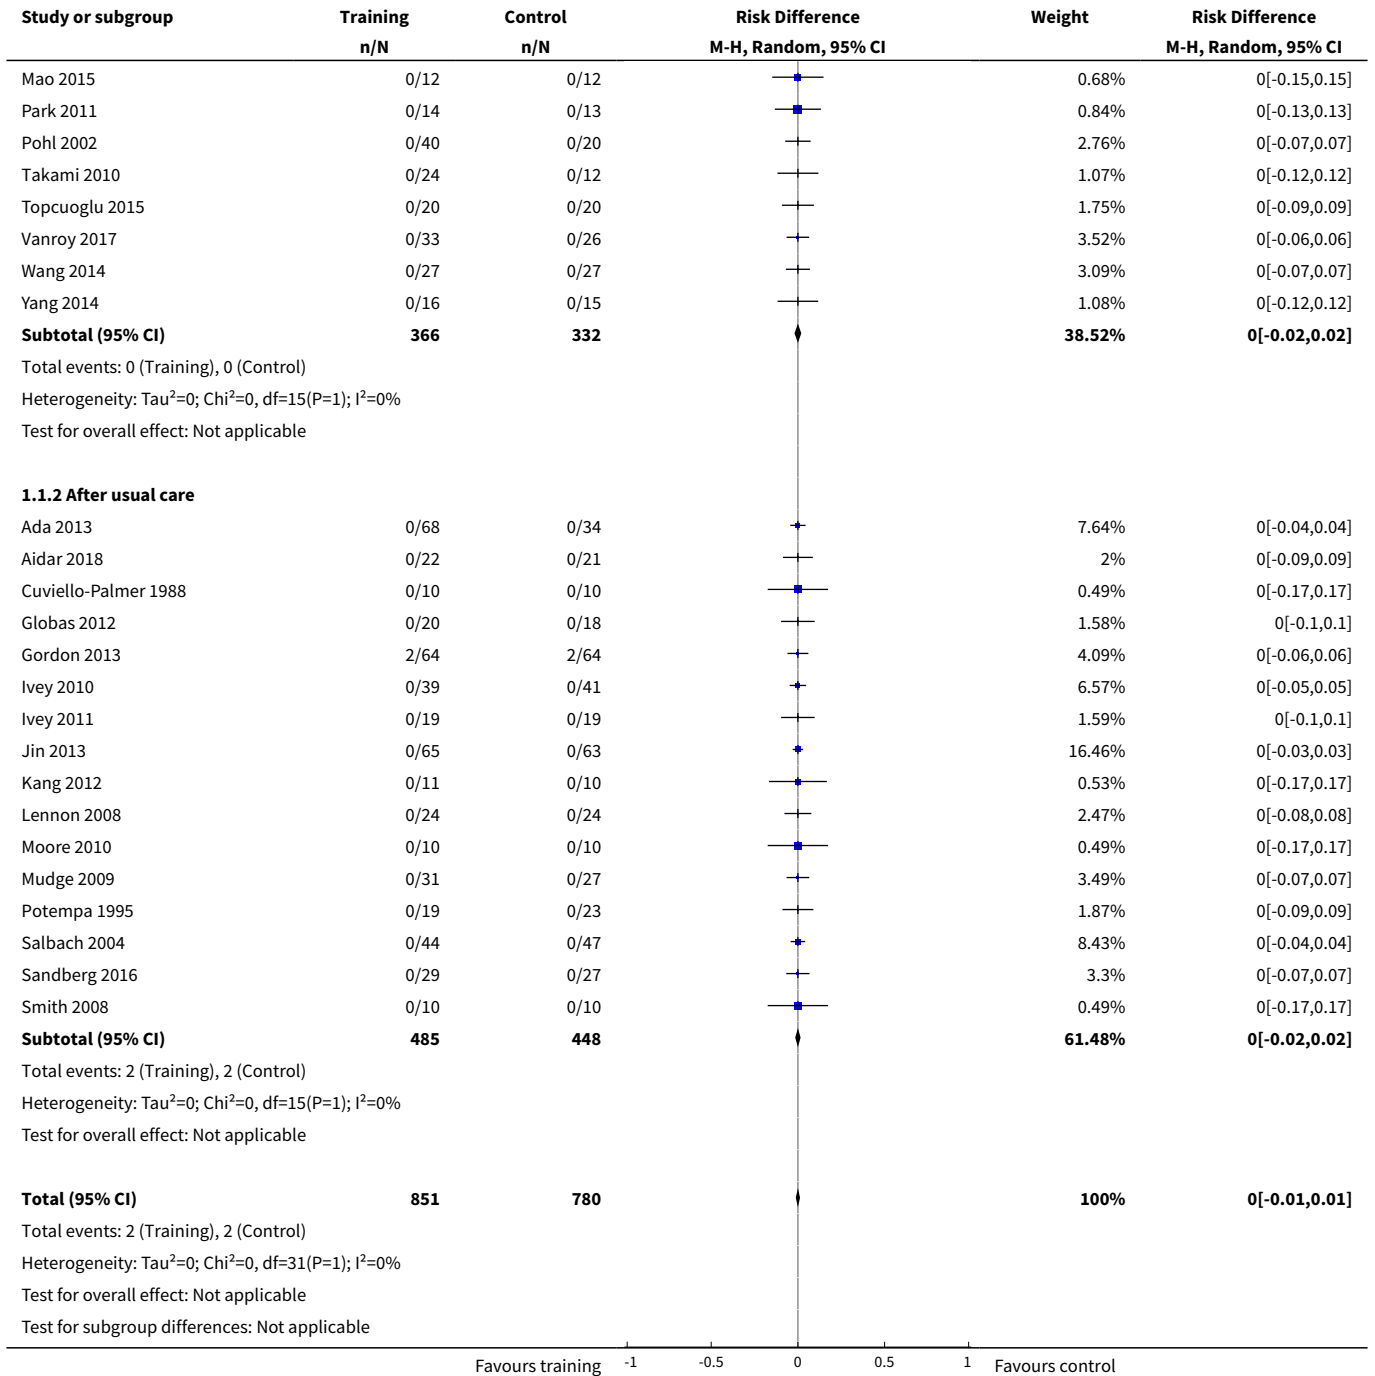 Study or subgroup Training Control Risk Difference Weight Risk Difference
n/N n/N M-H, Random, 95% CI M-H, Random, 95% CI
Mao 2015 0/12 0/12 0.68% 0[-0.15,0.15]
Park 2011 0/14 0/13 0.84% 0[-0.13,0.13]
Pohl 2002 0/40 0/20 2.76% 0[-0.07,0.07]
Takami 2010 0/24 0/12 1.07% 0[-0.12,0.12]
Topcuoglu 2015 0/20 0/20 1.75% 0[-0.09,0.09]
Vanroy 2017 0/33 0/26 3.52% 0[-0.06,0.06]
Wang 2014 0/27 0/27 3.09% 0[-0.07,0.07]
Yang 2014 0/16 0/15 1.08% 0[-0.12,0.12]
Subtotal (95% CI) 366 332 38.52% 0[-0.02,0.02]
Total events: 0 (Training), 0 (Control)
Heterogeneity: Tau²=0; Chi²=0, df=15(P=1); I²=0%
Test for overall effect: Not applicable
1.1.2 After usual care
Ada 2013 0/68 0/34 7.64% 0[-0.04,0.04]
Aidar 2018 0/22 0/21 2% 0[-0.09,0.09]
Cuviello-Palmer 1988 0/10 0/10 0.49% 0[-0.17,0.17]
Globas 2012 0/20 0/18 1.58% 0[-0.1,0.1]
Gordon 2013 2/64 2/64 4.09% 0[-0.06,0.06]
Ivey 2010 0/39 0/41 6.57% 0[-0.05,0.05]
Ivey 2011 0/19 0/19 1.59% 0[-0.1,0.1]
Jin 2013 0/65 0/63 16.46% 0[-0.03,0.03]
Kang 2012 0/11 0/10 0.53% 0[-0.17,0.17]
Lennon 2008 0/24 0/24 2.47% 0[-0.08,0.08]
Moore 2010 0/10 0/10 0.49% 0[-0.17,0.17]
Mudge 2009 0/31 0/27 3.49% 0[-0.07,0.07]
Potempa 1995 0/19 0/23 1.87% 0[-0.09,0.09]
Salbach 2004 0/44 0/47 8.43% 0[-0.04,0.04]
Sandberg 2016 0/29 0/27 3.3% 0[-0.07,0.07]
Smith 2008 0/10 0/10 0.49% 0[-0.17,0.17]
Subtotal (95% CI) 485 448 61.48% 0[-0.02,0.02]
Total events: 2 (Training), 2 (Control)
Heterogeneity: Tau²=0; Chi²=0, df=15(P=1); I²=0%
Test for overall effect: Not applicable
Total (95% CI) 851 780 100% 0[-0.01,0.01]
Total events: 2 (Training), 2 (Control)
Heterogeneity: Tau²=0; Chi²=0, df=31(P=1); I²=0%
Test for overall effect: Not applicable
Test for subgroup differences: Not applicable
Favours training -1 -0.5 0 0.5 1 Favours control